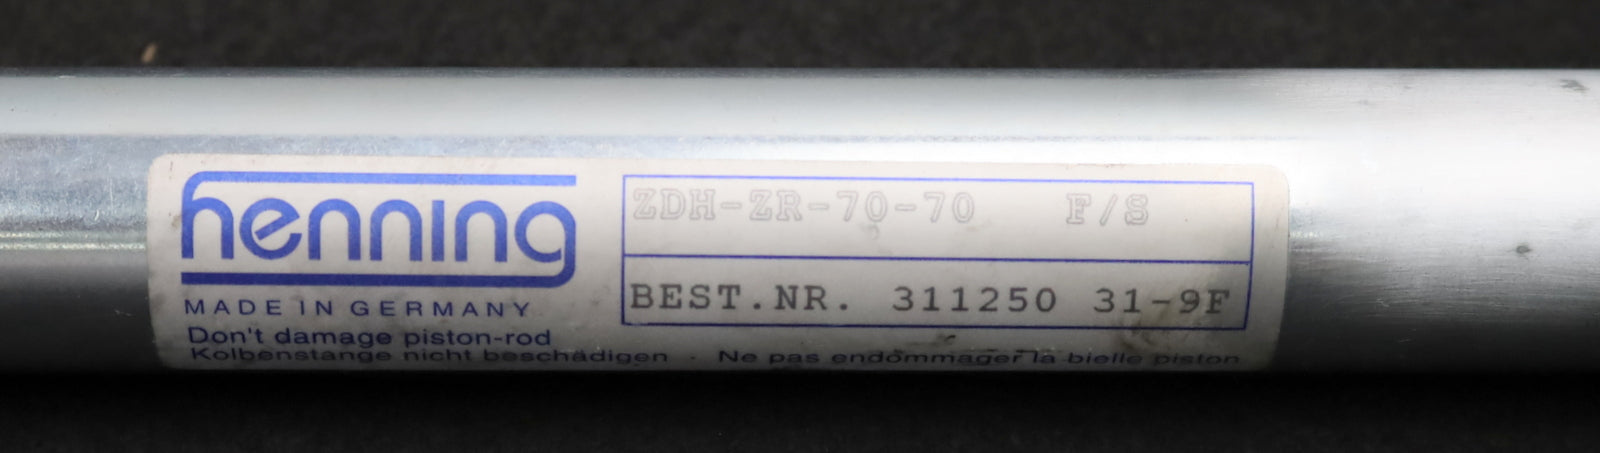 henning
MADE IN GERMANY
ZDH-ZR-70-70 F/S
BEST.NR. 311250 31-9F
Don't damage piston-rod
Kolbenstange nicht beschädigen · Ne pas endommager la bielle piston